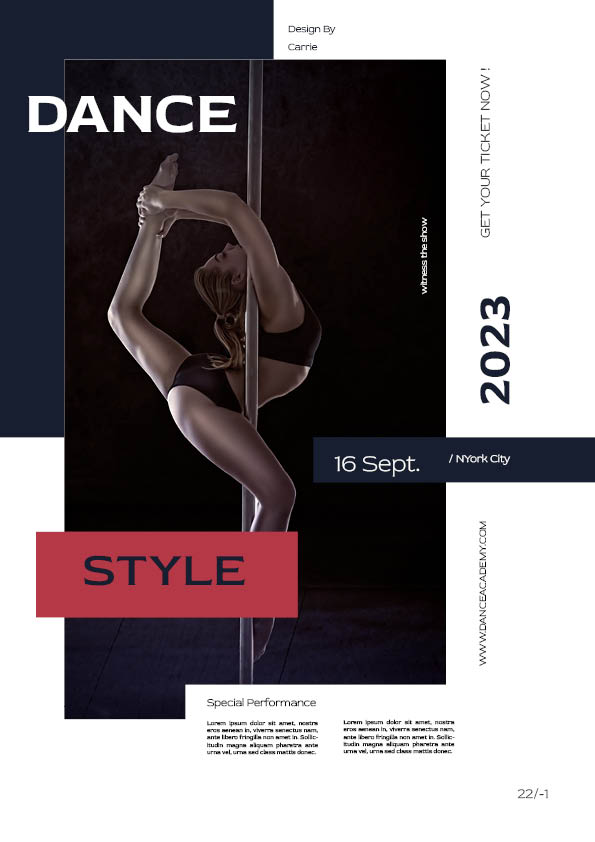 Design By
Carrie
DANCE
GET YOUR TICKET NOW !
witness the show
2023
16 Sept.
/ NYork City
STYLE
WWW.DANCEACADEMY.COM
Special Performance
Lorem ipsum dolor sit amet, nostra
eros aenean in, viverra senectus nam,
ante libero fringilla non amet in. Sollic-
itudin magna aliquam pharetra ante
urna vel, urna sed class mattis donec.
Lorem ipsum dolor sit amet, nostra
eros aenean in, viverra senectus nam,
ante libero fringilla non amet in. Sollic-
itudin magna aliquam pharetra ante
urna vel, urna sed class mattis donec.
22/-1